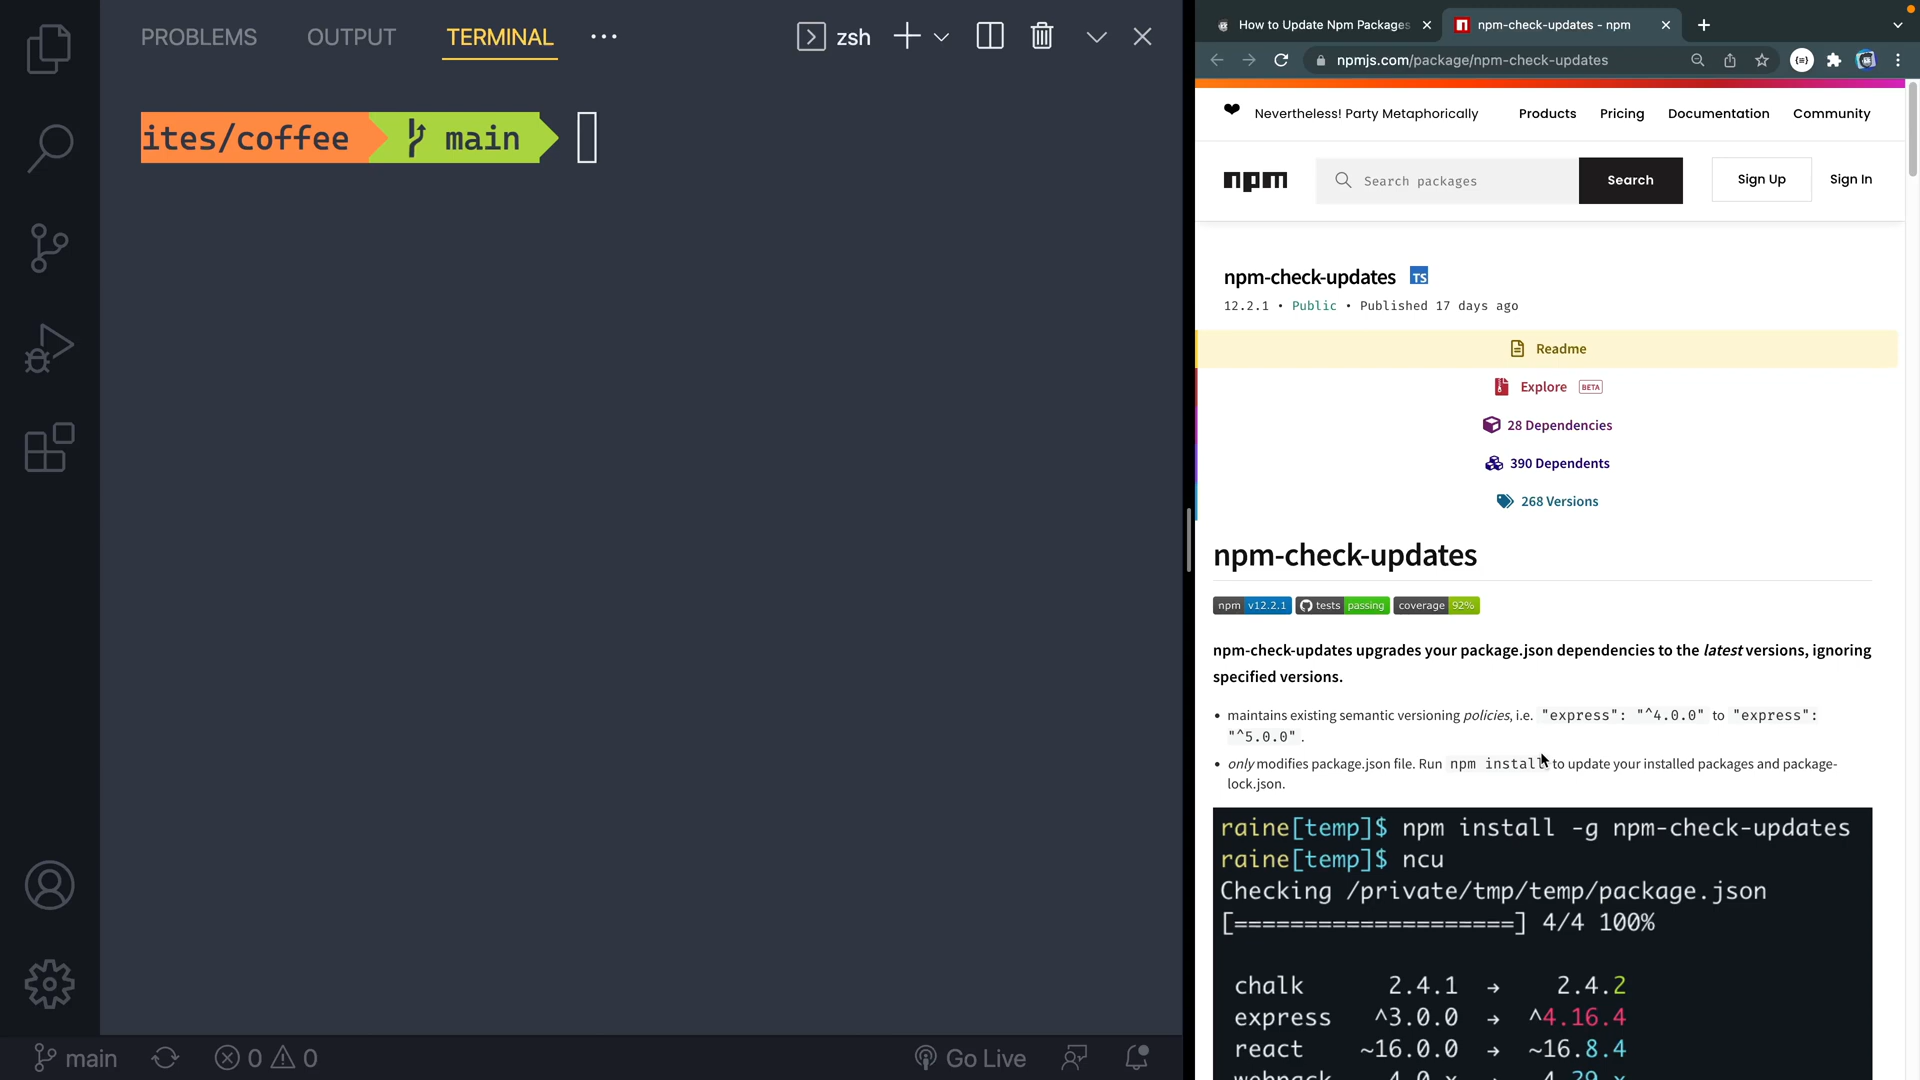 PROBLEMS OUTPUT TERMINAL ... zsh
ites/coffee main
main 0 0 Go Live
How to Update Npm Packages
npm-check-updates - npm
npmjs.com/package/npm-check-updates
Nevertheless! Party Metaphorically Products Pricing Documentation Community
npm Search packages Search Sign Up Sign In
npm-check-updates TS
12.2.1 • Public • Published 17 days ago
Readme
Explore BETA
28 Dependencies
390 Dependents
268 Versions
npm-check-updates
npm v12.2.1 tests passing coverage 92%
npm-check-updates upgrades your package.json dependencies to the latest versions, ignoring
specified versions.
• maintains existing semantic versioning policies, i.e. "express": "^4.0.0" to "express":
"^5.0.0" .
• only modifies package.json file. Run npm install to update your installed packages and package-
lock.json.
raine[temp]$ npm install -g npm-check-updates
raine[temp]$ ncu
Checking /private/tmp/temp/package.json
[====================] 4/4 100%
chalk 2.4.1 → 2.4.2
express ^3.0.0 → ^4.16.4
react ~16.0.0 → ~16.8.4